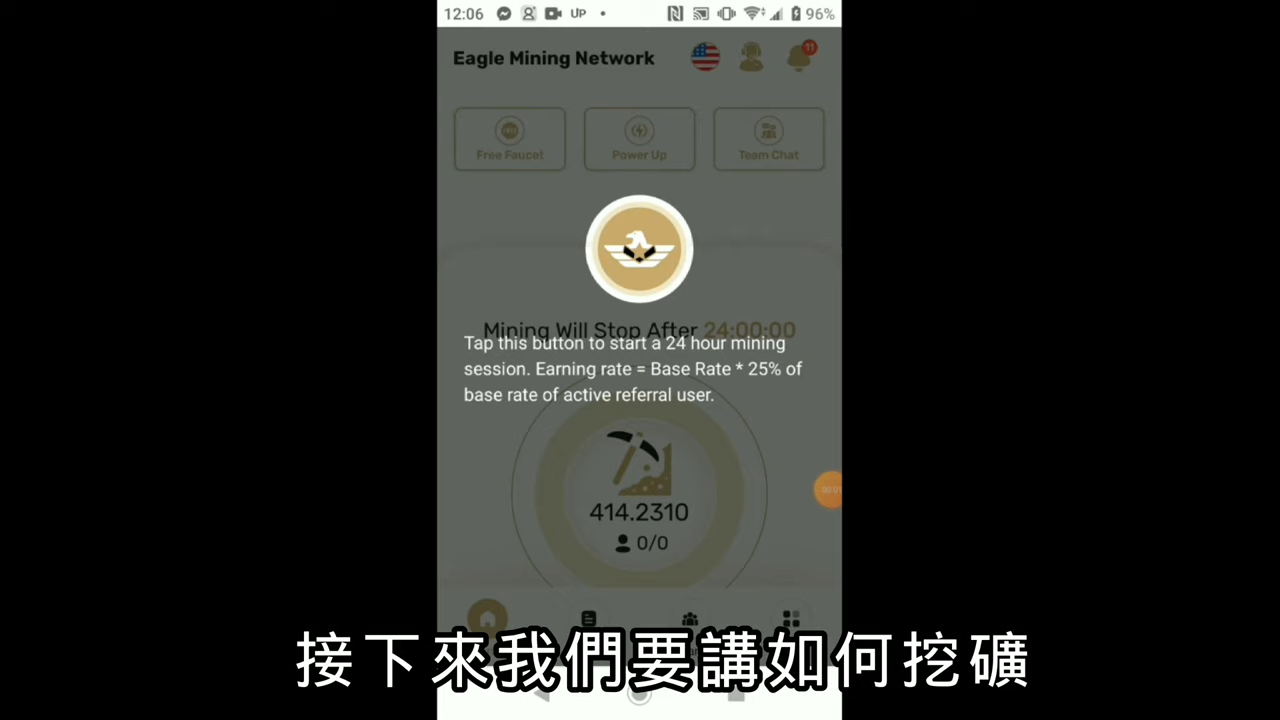 12:06 UP 96%
Eagle Mining Network
11
Free Faucet Power Up Team Chat
Mining Will Stop After 24:00:00
Tap this button to start a 24 hour mining
session. Earning rate = Base Rate * 25% of
base rate of active referral user.
414.2310
0/0
接下來我們要講如何挖礦